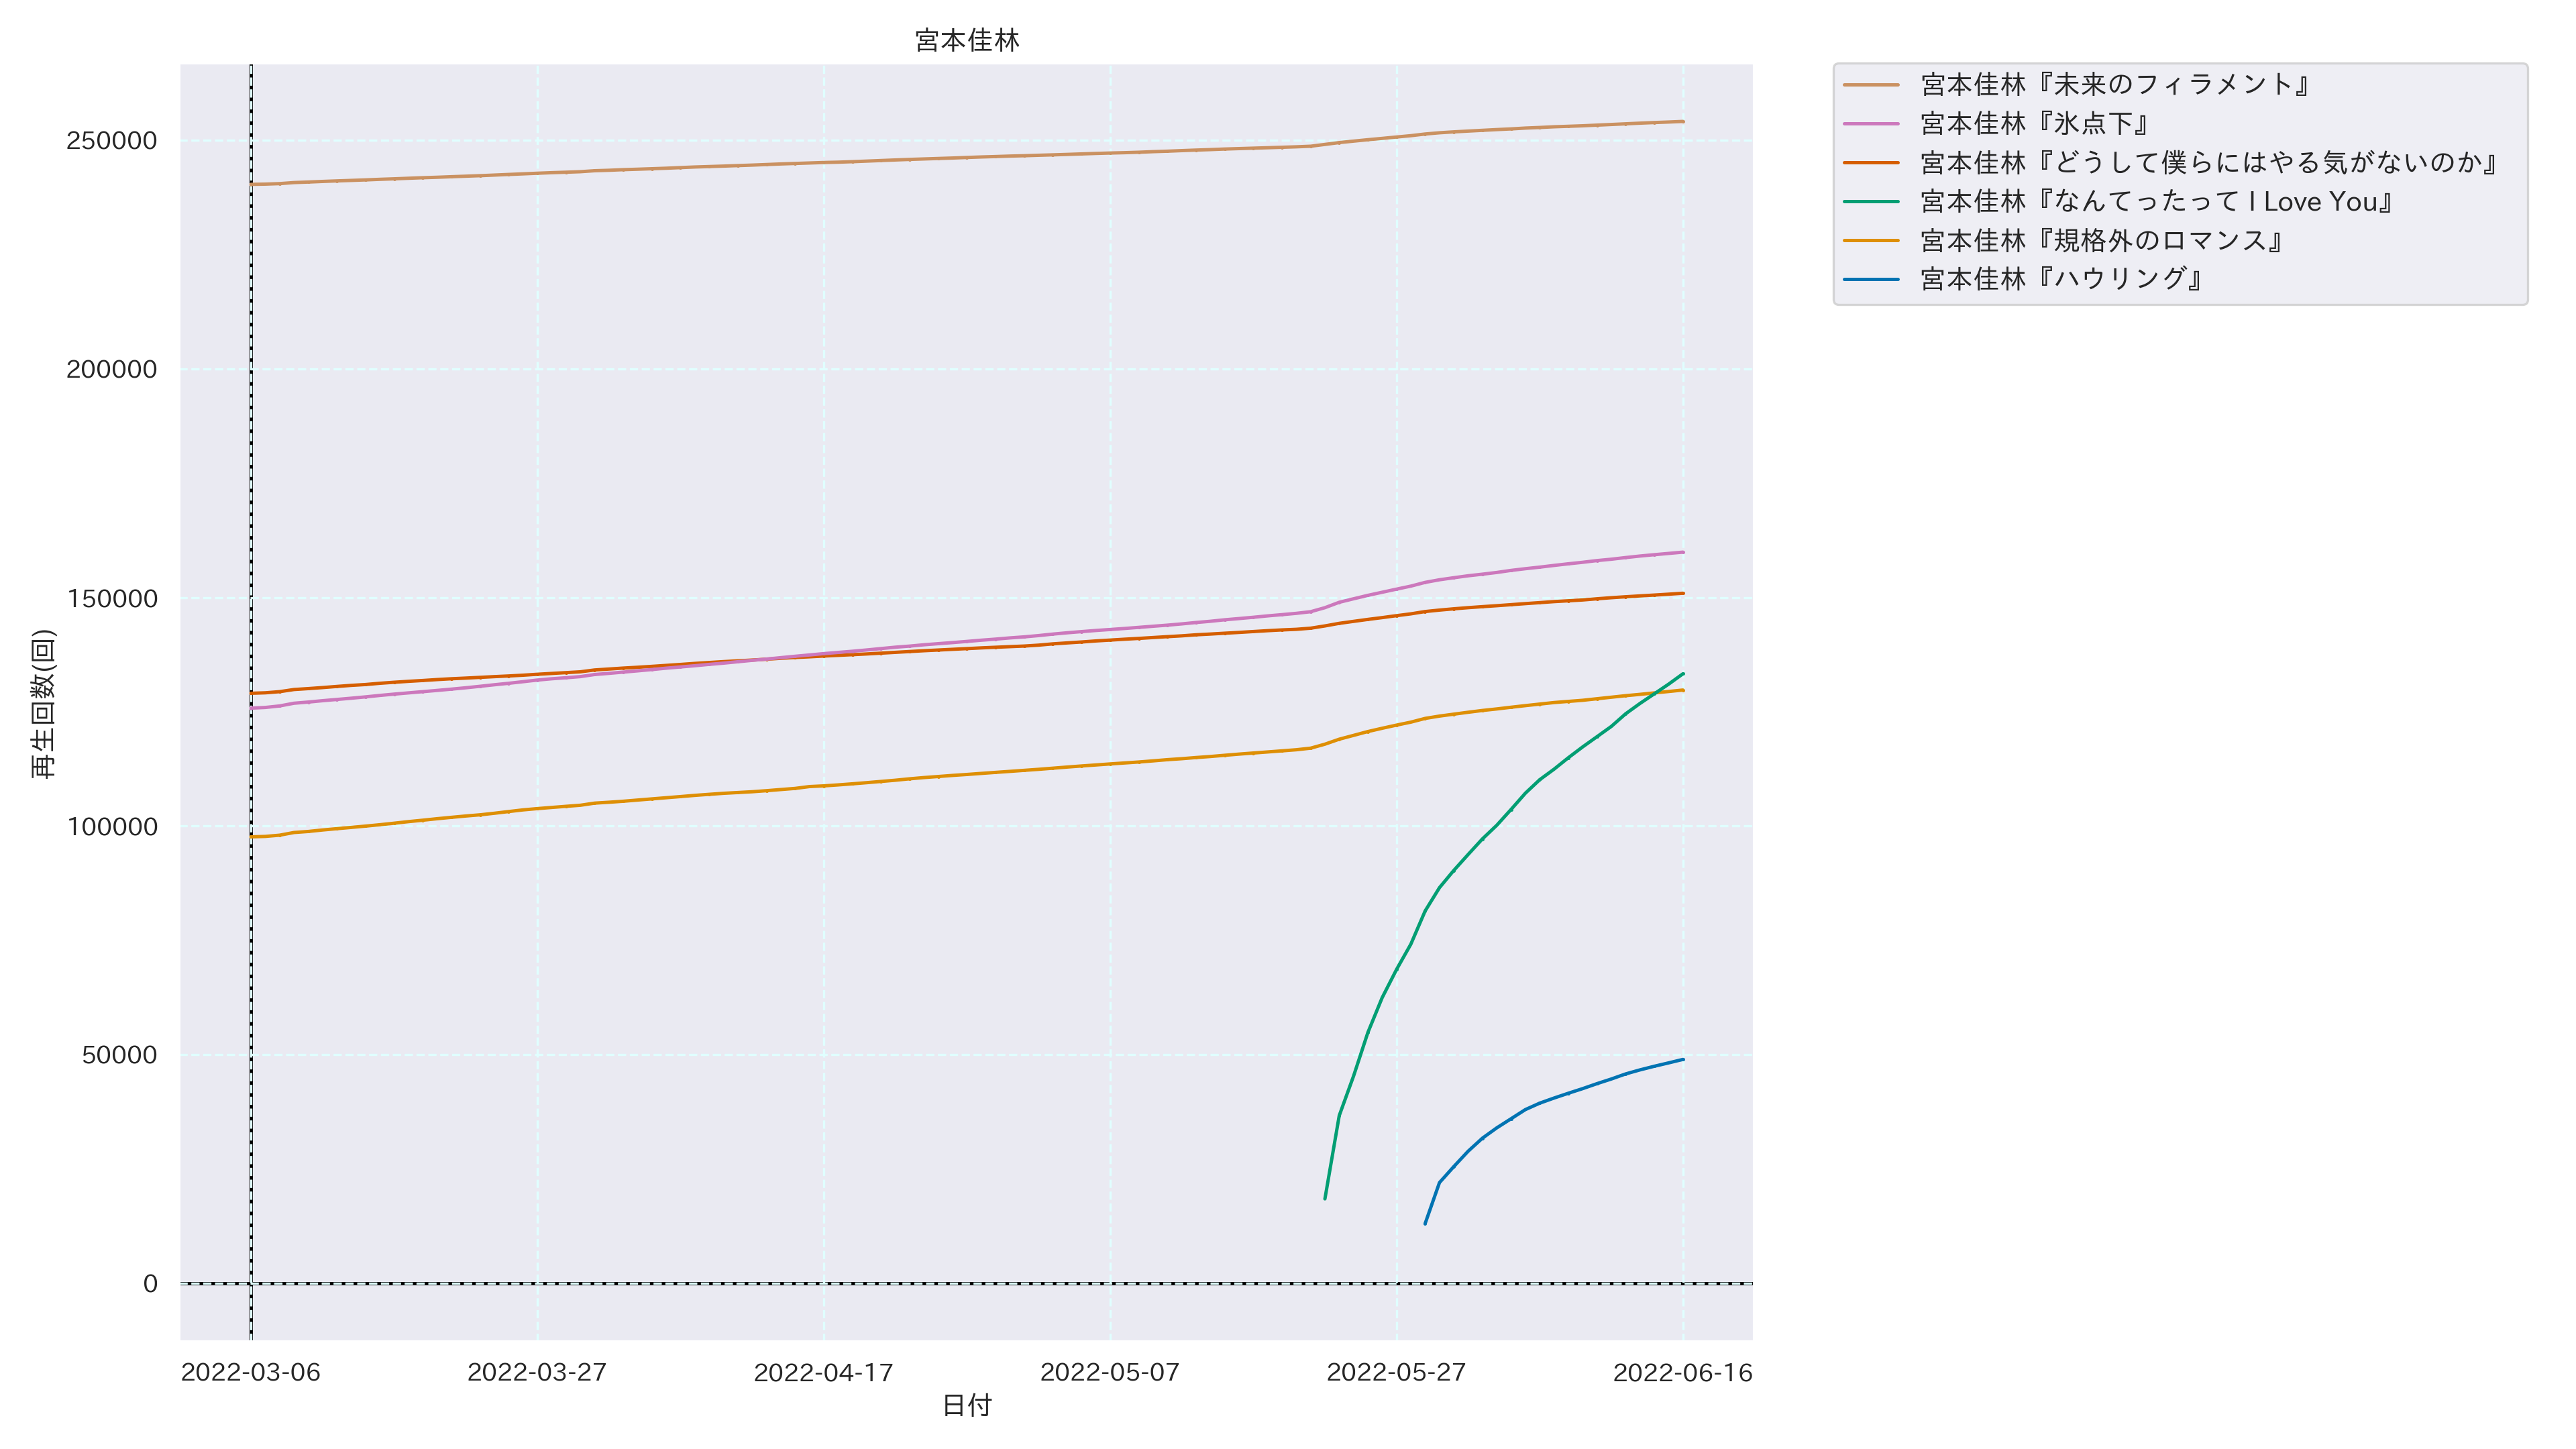 宮本佳林
宮本佳林『未来のフィラメント』
宮本佳林『氷点下』
宮本佳林『どうして僕らにはやる気がないのか』
宮本佳林『なんてったって I Love You』
宮本佳林『規格外のロマンス』
宮本佳林『ハウリング』
再生回数(回)
250000
200000
150000
100000
50000
0
2022-03-06 2022-03-27 2022-04-17 2022-05-07 2022-05-27 2022-06-16
日付